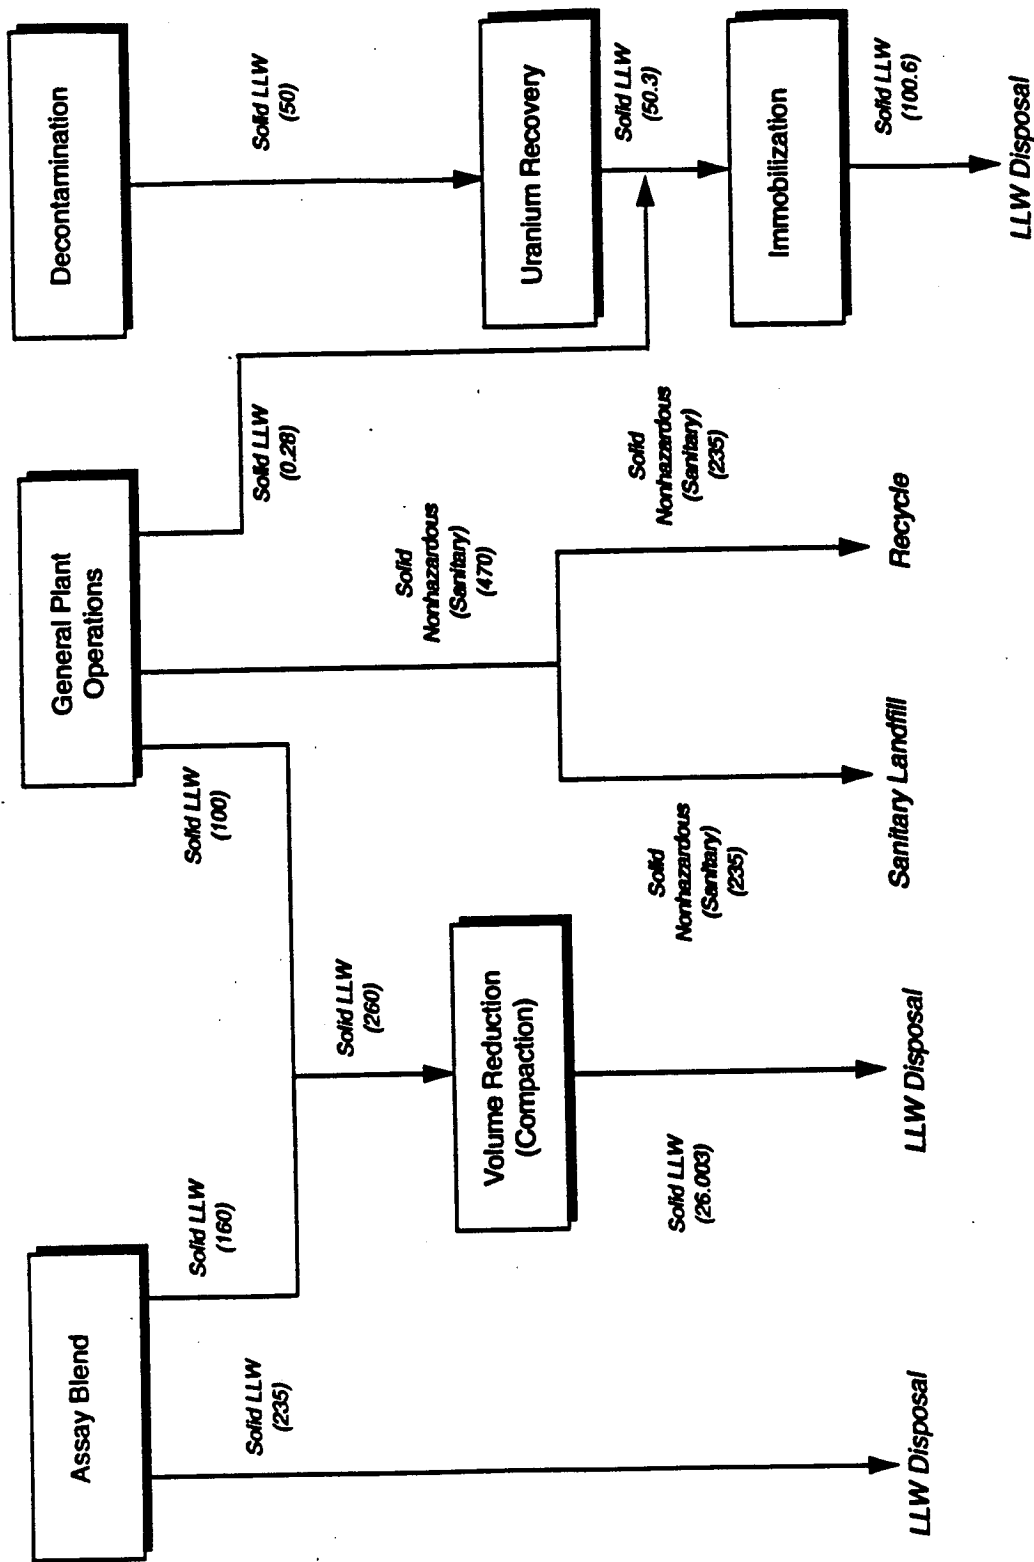 Assay Blend
General Plant
Operations
Decontamination
Solid LLW
(235)
Solid LLW
(160)
Solid LLW
(100)
Solid LLW
(0.28)
Solid LLW
(50)
Solid LLW
(260)
Solid
Nonhazardous
(Sanitary)
(470)
Volume Reduction
(Compaction)
Uranium Recovery
Solid LLW
(50.3)
Solid LLW
(26.003)
Solid
Nonhazardous
(Sanitary)
(235)
Solid
Nonhazardous
(Sanitary)
(235)
Immobilization
Solid LLW
(100.6)
LLW Disposal
LLW Disposal
Sanitary Landfill
Recycle
LLW Disposal